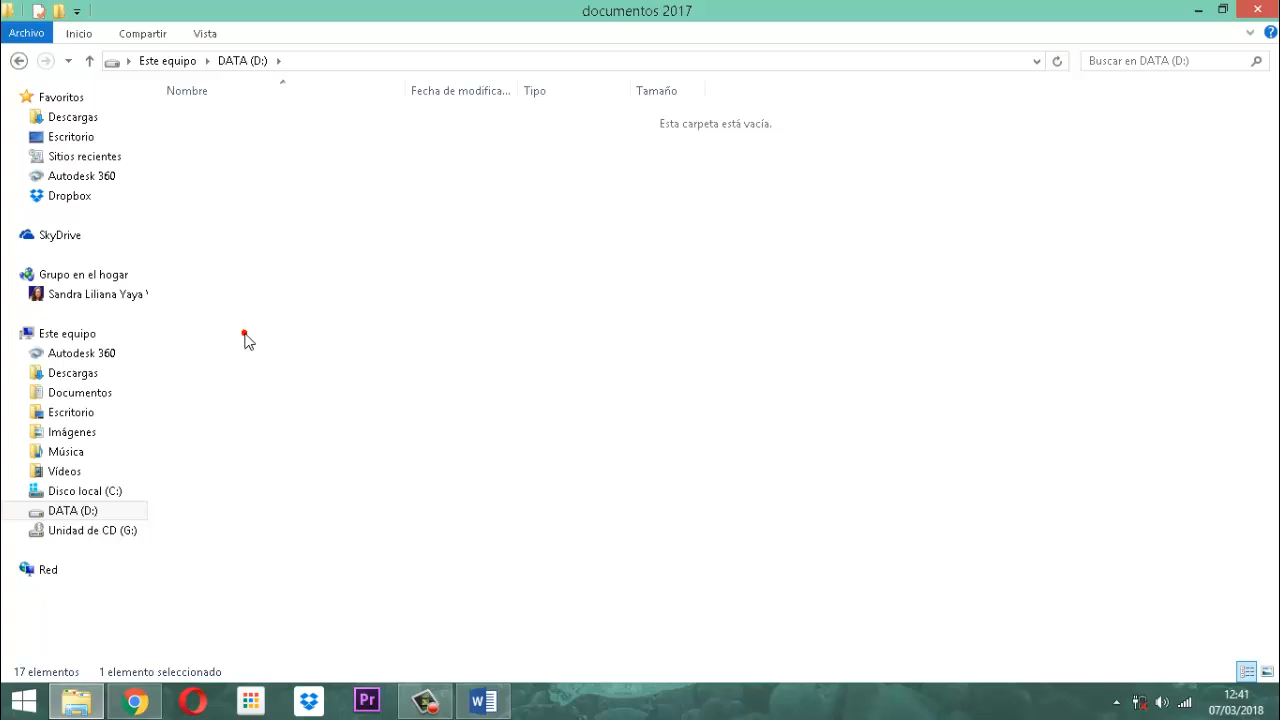 documentos 2017
Archivo Inicio Compartir Vista
Este equipo DATA (D:) Buscar en DATA (D:)
Nombre Fecha de modifica... Tipo Tamaño
Esta carpeta está vacía.
Favoritos
Descargas
Escritorio
Sitios recientes
Autodesk 360
Dropbox
SkyDrive
Grupo en el hogar
Sandra Liliana Yaya
Este equipo
Autodesk 360
Descargas
Documentos
Escritorio
Imágenes
Música
Vídeos
Disco local (C:)
DATA (D:)
Unidad de CD (G:)
Red
17 elementos 1 elemento seleccionado
Pr
12:41
07/03/2018